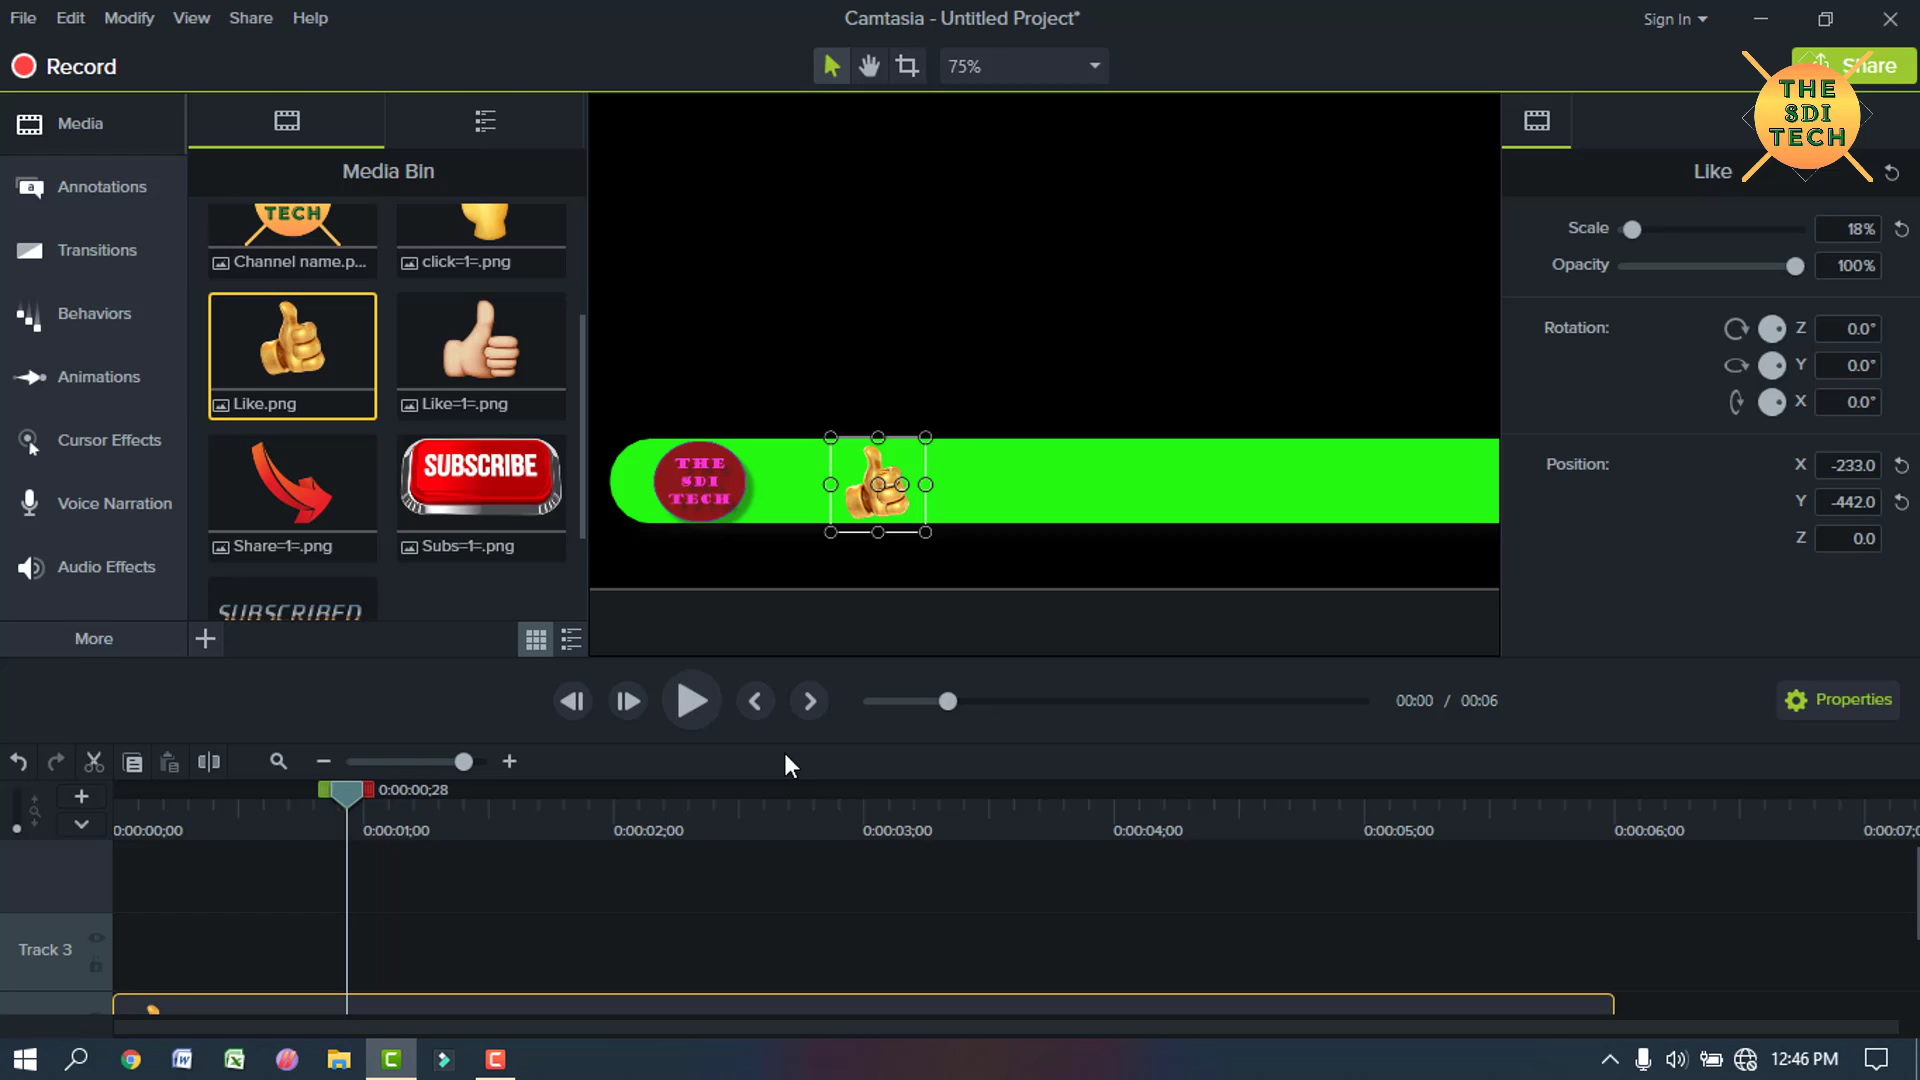 File Edit Modify View Share Help
Camtasia - Untitled Project*
Sign In
Record
75%
Share
THE
SDI
TECH
Media
Annotations
Transitions
Behaviors
Animations
Cursor Effects
Voice Narration
Audio Effects
More
Media Bin
TECH
Channel name.p...
click=1=.png
Like.png
Like=1=.png
SUBSCRIBE
Share=1=.png
Subs=1=.png
SUBSCRIBED
THE
SDI
TECH
Like
Scale 18%
Opacity 100%
Rotation: Z 0.0°
Y 0.0°
X 0.0°
Position: X -233.0
Y -442.0
Z 0.0
00:00 / 00:06
Properties
0:00:00;28
0:00:00;00 0:00:01;00 0:00:02;00 0:00:03;00 0:00:04;00 0:00:05;00 0:00:06;00 0:00:07;
Track 3
12:46 PM